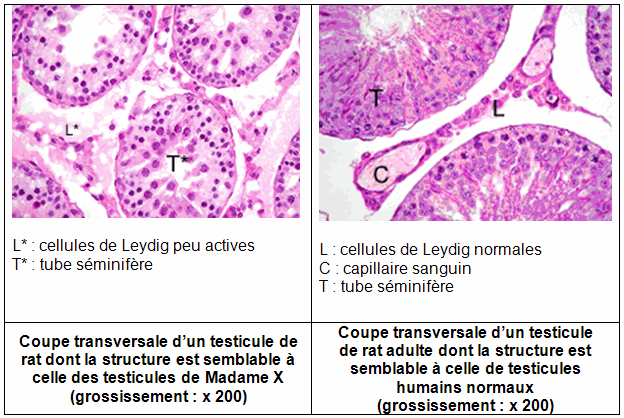 L*
T*
L* : cellules de Leydig peu actives
T* : tube séminifère
T
L
C
L : cellules de Leydig normales
C : capillaire sanguin
T : tube séminifère
Coupe transversale d’un testicule de
rat dont la structure est semblable à
celle des testicules de Madame X
(grossissement : x 200)
Coupe transversale d’un testicule
de rat adulte dont la structure est
semblable à celle de testicules
humains normaux
(grossissement : x 200)